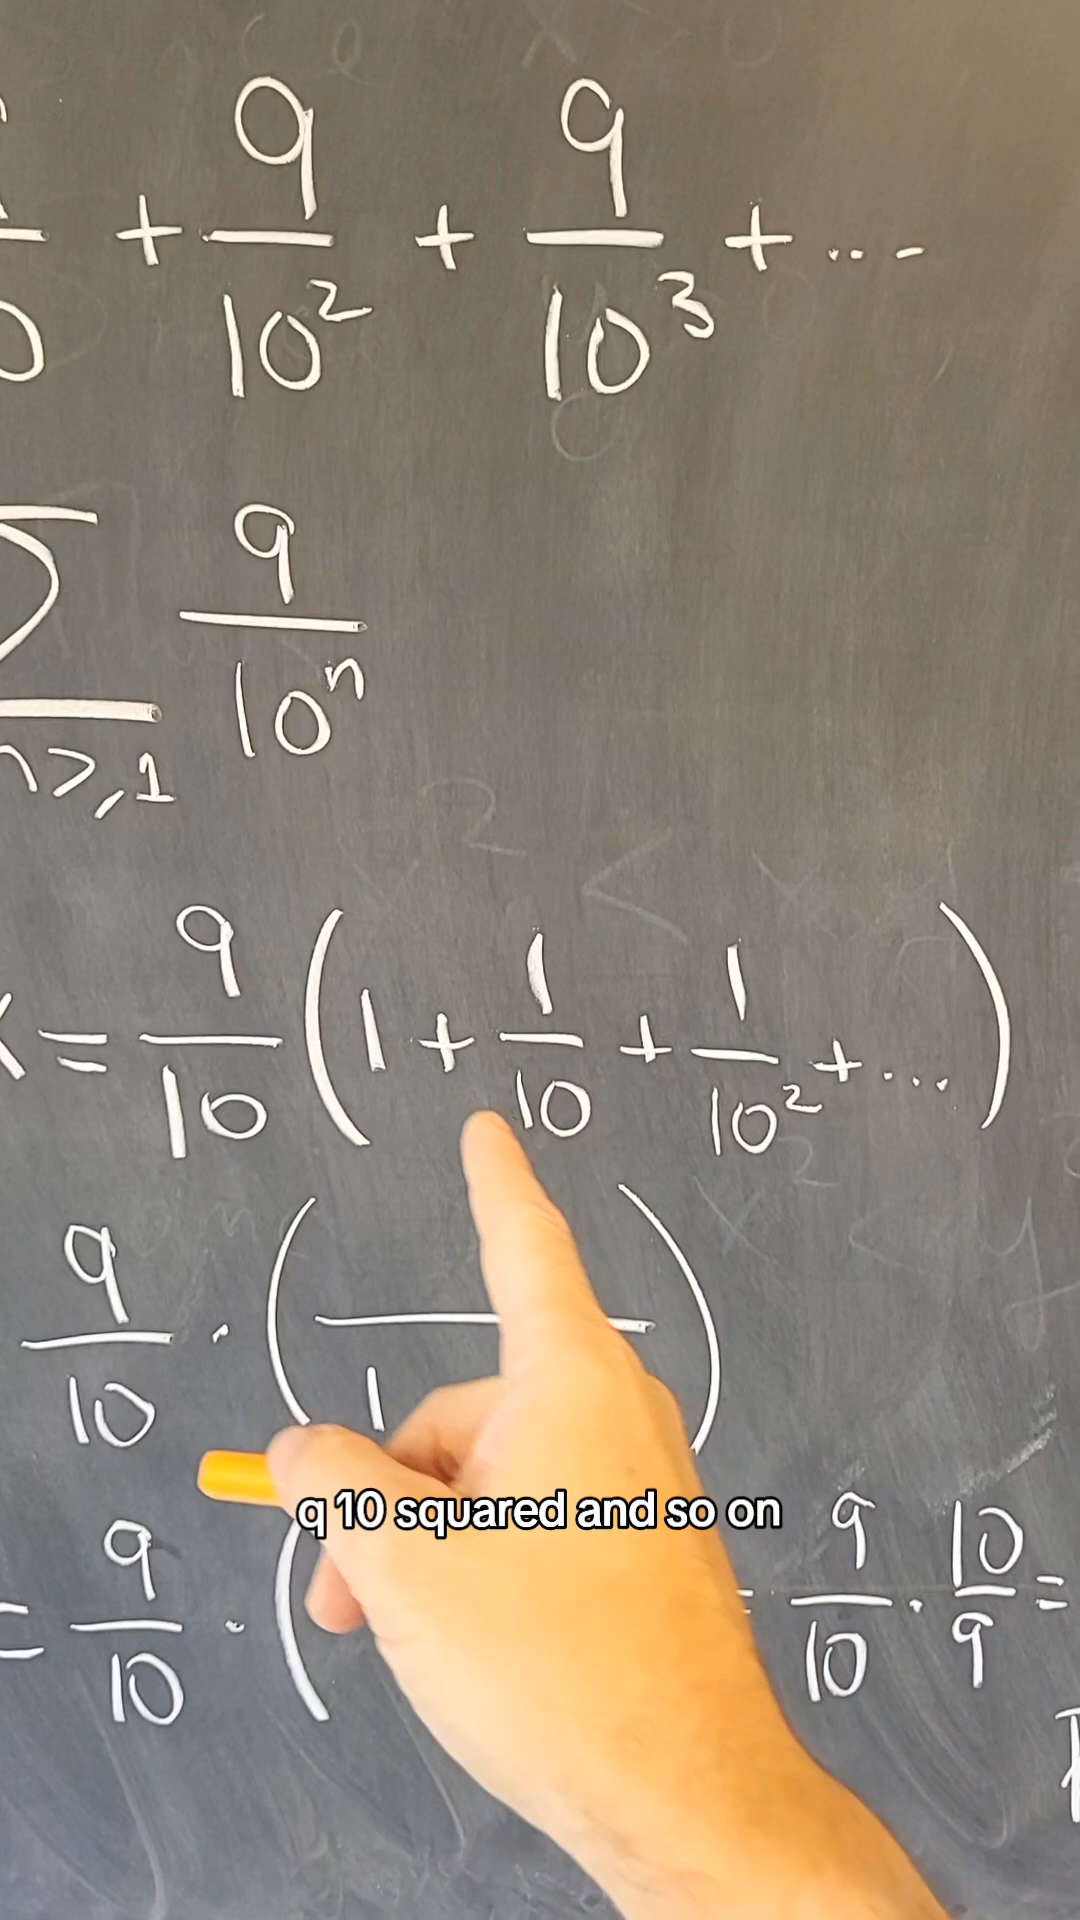 + 9/10² + 9/10³ + ...
∑ 9/10ⁿ
n≥1
= 9/10 (1 + 1/10 + 1/10² + ...)
9/10 · ( 1 )
q 10 squared and so on
= 9/10 · ( = 9/10 · 10/9 =